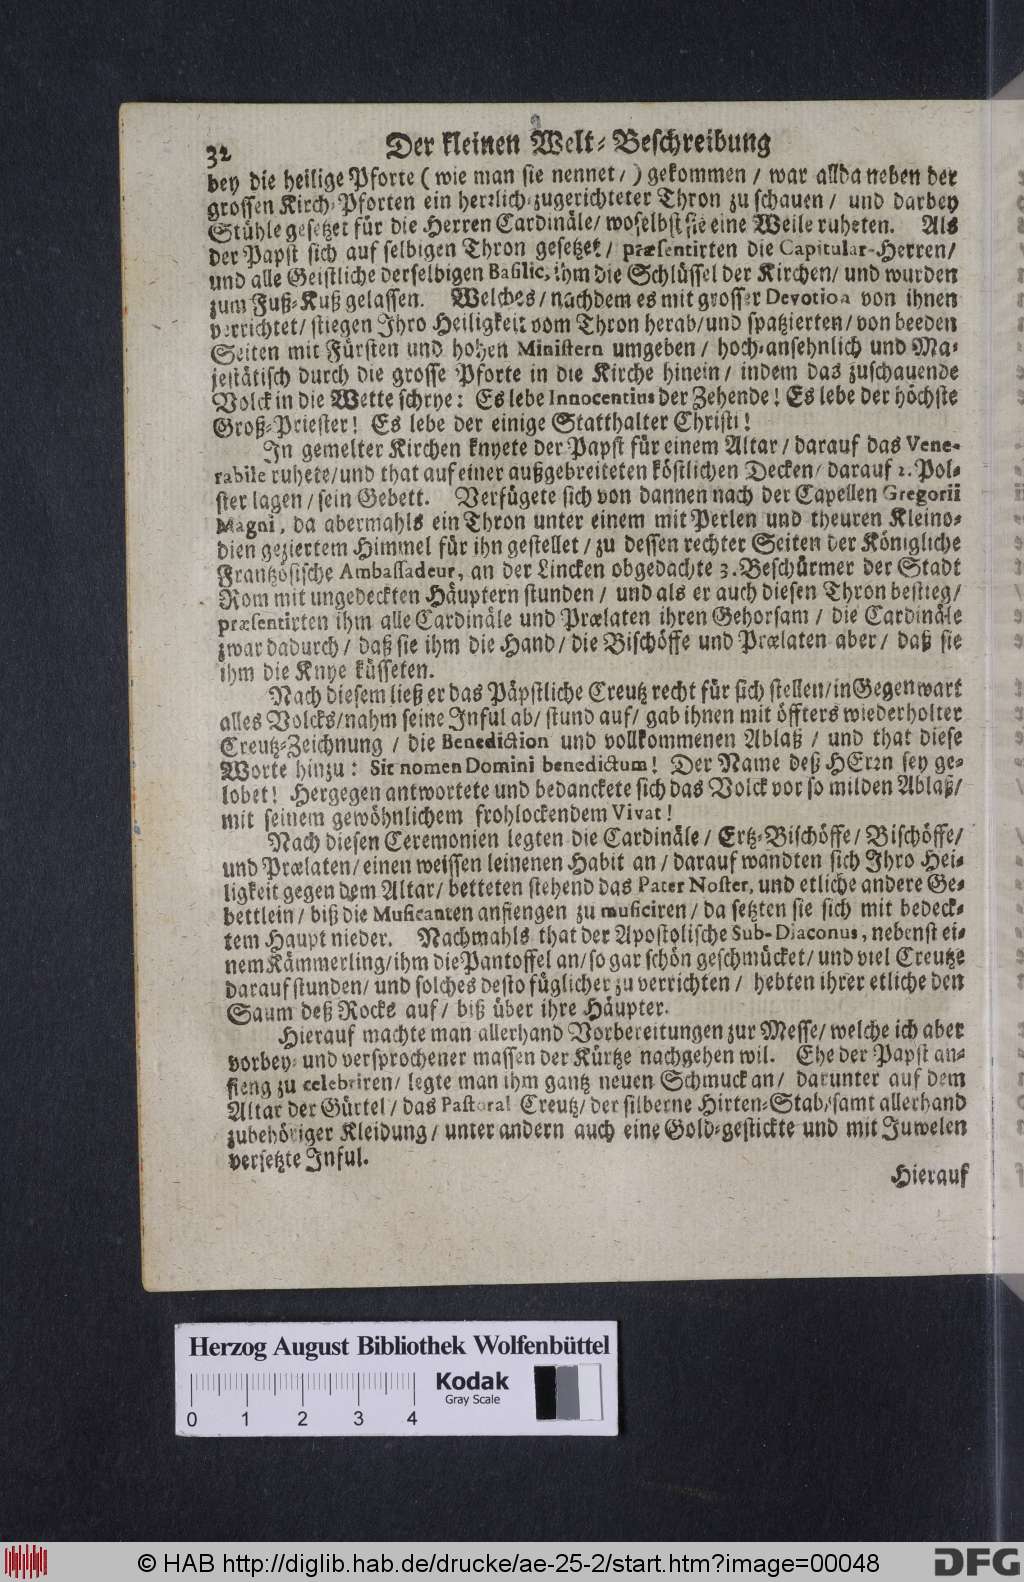 32
Der kleinen Welt-Beschreibung
bey die heilige Pforte (wie man sie nennet/) gekommen / war allda neben der
grossen Kirch-Pforten ein herzlich-zugerichteter Thron zu schauen / und darbey
Stühle gesetzet für die Herren Cardinäle/ woselbst sie eine Weile ruheten. Als
der Papst sich auf selbigen Thron gesetzet / præsentirten die Capitular-Herren/
und alle Geistliche derselbigen Basilic, ihm die Schlüssel der Kirchen/ und wurden
zum Fuß-Kuß gelassen. Welches/ nachdem es mit grosser Devotion von ihnen
verrichtet/ stiegen Ihro Heiligkeit vom Thron herab/ und spatzierten/ von beeden
Seiten mit Fürsten und hohen Ministern umgeben / hoch-ansehnlich und Ma-
jestätisch durch die grosse Pforte in die Kirche hinein/ indem das zuschauende
Volck in die Wette schrye: Es lebe Innocentius der Zehende! Es lebe der höchste
Groß-Priester! Es lebe der einige Statthalter Christi!
In gemelter Kirchen knyete der Papst für einem Altar/ darauf das Vene-
rabile ruhete/ und that auf einer außgebreiteten köstlichen Decken/ darauf 2. Pol-
ster lagen/ sein Gebett. Verfügete sich von dannen nach der Capellen Gregorii
Magni, da abermahls ein Thron unter einem mit Perlen und theuren Kleino-
dien geziertem Himmel für ihn gestellet / zu dessen rechter Seiten der Königliche
Frantzösische Ambassadeur, an der Lincken obgedachte 3. Beschürmer der Stadt
Rom mit ungedeckten Häuptern stunden / und als er auch diesen Thron bestieg/
præsentirten ihm alle Cardinäle und Prælaten ihren Gehorsam / die Cardinäle
zwar dadurch / daß sie ihm die Hand/ die Bischöffe und Prælaten aber/ daß sie
ihm die Knye küsseten.
Nach diesem ließ er das Päpstliche Creutz recht für sich stellen/ in Gegenwart
alles Volcks/ nahm seine Inful ab/ stund auf/ gab ihnen mit öffters wiederholter
Creutz-Zeichnung / die Benediction und vollkommenen Ablaß / und that diese
Worte hinzu: Sit nomen Domini benedictum! Der Name deß HErrn sey ge-
lobet! Hergegen antwortete und bedanckete sich das Volck vor so milden Ablaß/
mit seinem gewöhnlichem frohlockendem Vivat!
Nach diesen Ceremonien legten die Cardinäle / Ertz-Bischöffe/ Bischöffe/
und Prælaten/ einen weissen leinenen Habit an / darauf wandten sich Ihro Hei-
ligkeit gegen dem Altar/ betteten stehend das Pater Noster, und etliche andere Ge-
bettlein/ biß die Musicanten anfiengen zu musiciren/ da setzten sie sich mit bedeck-
tem Haupt nieder. Nachmahls that der Apostolische Sub-Diaconus, nebenst ei-
nem Kämmerling/ ihm die Pantoffel an/ so gar schön geschmücket/ und viel Creutze
darauf stunden/ und solches desto füglicher zu verrichten / hebten ihrer etliche den
Saum deß Rocks auf/ biß über ihre Häupter.
Hierauf machte man allerhand Vorbereitungen zur Messe/ welche ich aber
vorbey- und versprochener massen der Kürtze nachgehen wil. Ehe der Papst an-
fieng zu celebriren/ legte man ihm gantz neuen Schmuck an/ darunter auf dem
Altar der Gürtel/ das Pastoral Creutz/ der silberne Hirten-Stab/ samt allerhand
zubehöriger Kleidung/ unter andern auch eine Gold-gestickte und mit Juwelen
versetzte Inful.
Hierauf
Herzog August Bibliothek Wolfenbüttel
Kodak
Gray Scale
0 1 2 3 4
© HAB http://diglib.hab.de/drucke/ae-25-2/start.htm?image=00048
DFG